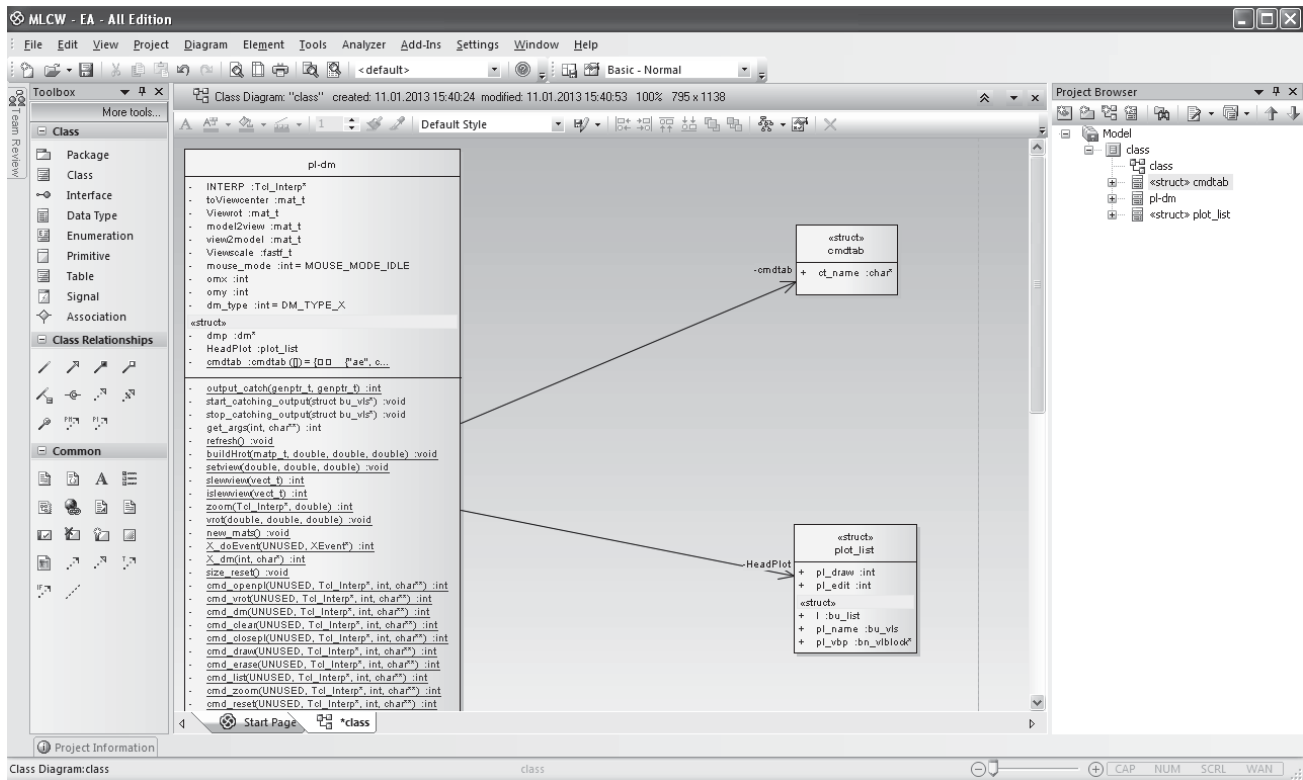 MLCW - EA - All Edition
File Edit View Project Diagram Element Tools Analyzer Add-Ins Settings Window Help
<default> Basic - Normal
Team Review
Toolbox
More tools...
Class
Package
Class
Interface
Data Type
Enumeration
Primitive
Table
Signal
Association
Class Relationships
Common
Class Diagram: "class" created: 11.01.2013 15:40:24 modified: 11.01.2013 15:40:53 100% 795 x 1138
1 Default Style
pl-dm
- INTERP :Tcl_Interp*
- toViewcenter :mat_t
- Viewrot :mat_t
- model2view :mat_t
- view2model :mat_t
- Viewscale :fastf_t
- mouse_mode :int = MOUSE_MODE_IDLE
- omx :int
- omy :int
- dm_type :int = DM_TYPE_X
«struct»
- dmp :dm*
- HeadPlot :plot_list
- cmdtab :cmdtab ([]) = {□□ {"ae", c...
- output_catch(genptr_t, genptr_t) :int
- start_catching_output(struct bu_vls*) :void
- stop_catching_output(struct bu_vls*) :void
- get_args(int, char**) :int
- refresh() :void
- buildHrot(matp_t, double, double, double) :void
- setview(double, double, double) :void
- slewview(vect_t) :int
- islewview(vect_t) :int
- zoom(Tcl_Interp*, double) :int
- vrot(double, double, double) :void
- new_mats() :void
- X_doEvent(UNUSED, XEvent*) :int
- X_dm(int, char*) :int
- size_reset() :void
- cmd_openpl(UNUSED, Tcl_Interp*, int, char**) :int
- cmd_vrot(UNUSED, Tcl_Interp*, int, char**) :int
- cmd_dm(UNUSED, Tcl_Interp*, int, char**) :int
- cmd_clear(UNUSED, Tcl_Interp*, int, char**) :int
- cmd_closepl(UNUSED, Tcl_Interp*, int, char**) :int
- cmd_draw(UNUSED, Tcl_Interp*, int, char**) :int
- cmd_erase(UNUSED, Tcl_Interp*, int, char**) :int
- cmd_list(UNUSED, Tcl_Interp*, int, char**) :int
- cmd_zoom(UNUSED, Tcl_Interp*, int, char**) :int
- cmd_reset(UNUSED, Tcl_Interp*, int, char**) :int
-cmdtab
«struct»
cmdtab
+ ct_name :char*
-HeadPlot
«struct»
plot_list
+ pl_draw :int
+ pl_edit :int
«struct»
+ l :bu_list
+ pl_name :bu_vls
+ pl_vbp :bn_vlblock*
Start Page *class
Project Browser
Model
class
class
«struct» cmdtab
pl-dm
«struct» plot_list
Project Information
Class Diagram:class class CAP NUM SCRL WAN